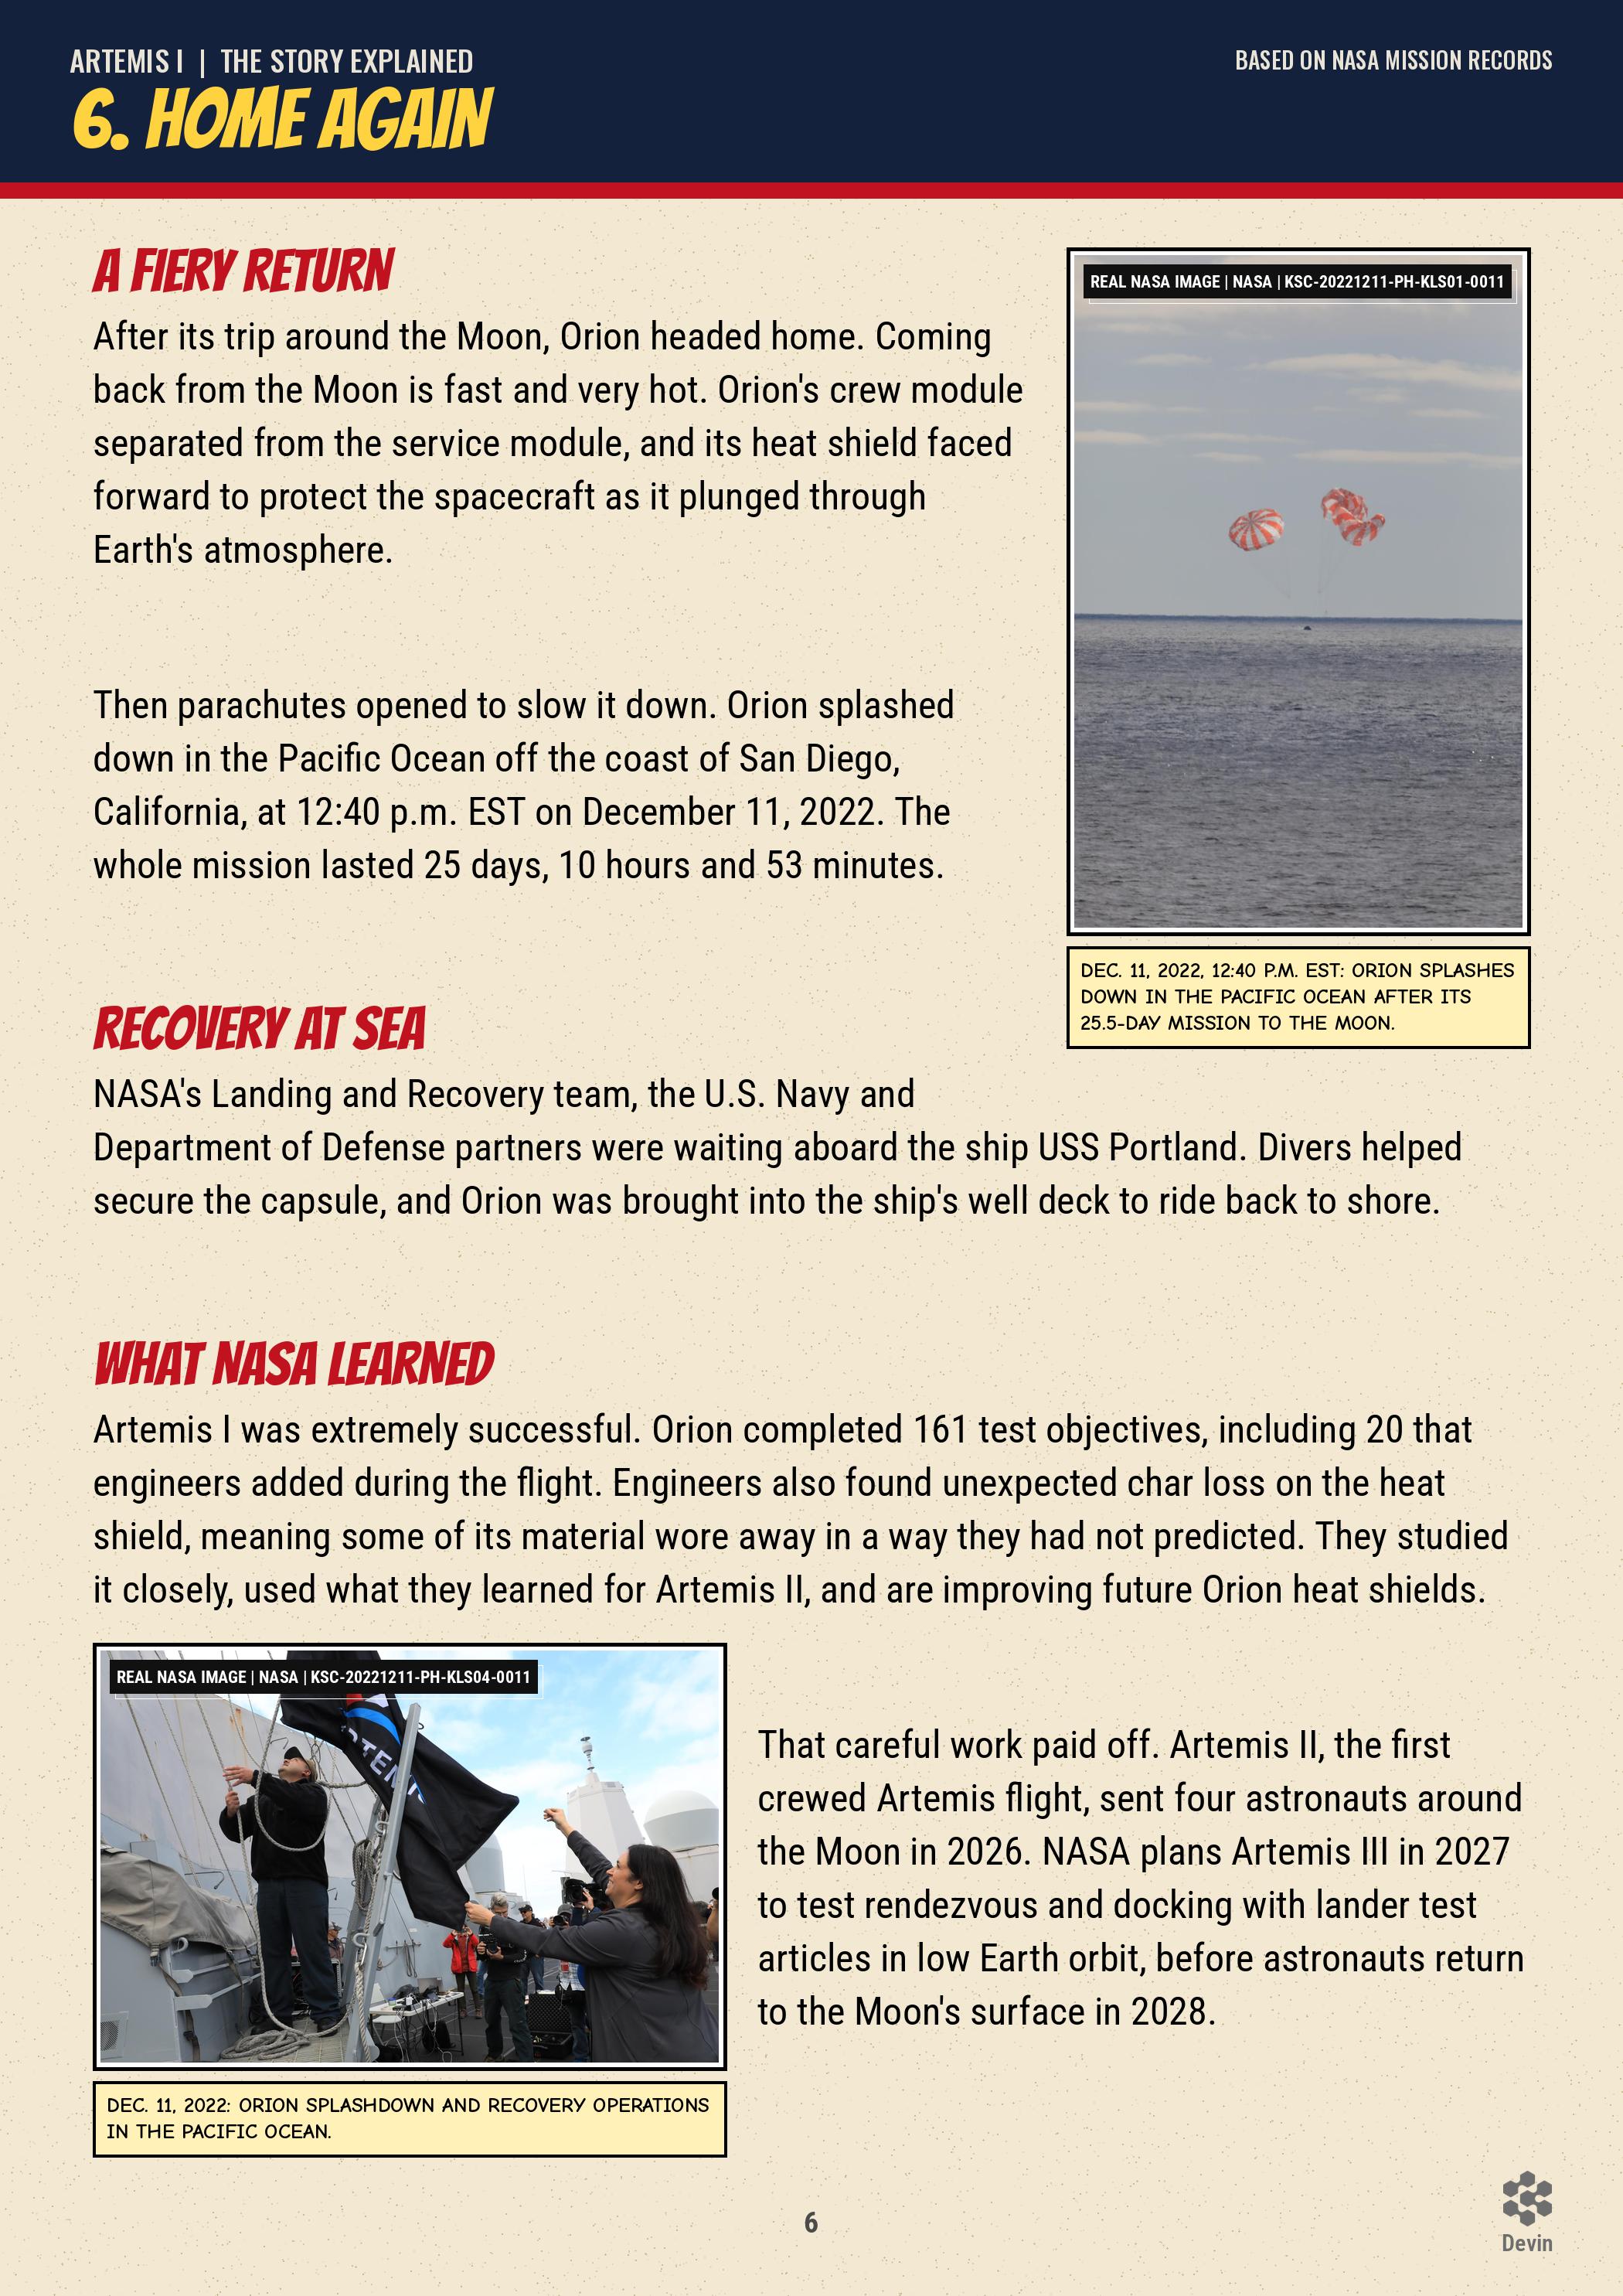 ARTEMIS I | THE STORY EXPLAINED
BASED ON NASA MISSION RECORDS
6. HOME AGAIN
A FIERY RETURN
After its trip around the Moon, Orion headed home. Coming
back from the Moon is fast and very hot. Orion's crew module
separated from the service module, and its heat shield faced
forward to protect the spacecraft as it plunged through
Earth's atmosphere.
Then parachutes opened to slow it down. Orion splashed
down in the Pacific Ocean off the coast of San Diego,
California, at 12:40 p.m. EST on December 11, 2022. The
whole mission lasted 25 days, 10 hours and 53 minutes.
REAL NASA IMAGE | NASA | KSC-20221211-PH-KLS01-0011
DEC. 11, 2022, 12:40 P.M. EST: ORION SPLASHES
DOWN IN THE PACIFIC OCEAN AFTER ITS
25.5-DAY MISSION TO THE MOON.
RECOVERY AT SEA
NASA's Landing and Recovery team, the U.S. Navy and
Department of Defense partners were waiting aboard the ship USS Portland. Divers helped
secure the capsule, and Orion was brought into the ship's well deck to ride back to shore.
WHAT NASA LEARNED
Artemis I was extremely successful. Orion completed 161 test objectives, including 20 that
engineers added during the flight. Engineers also found unexpected char loss on the heat
shield, meaning some of its material wore away in a way they had not predicted. They studied
it closely, used what they learned for Artemis II, and are improving future Orion heat shields.
REAL NASA IMAGE | NASA | KSC-20221211-PH-KLS04-0011
DEC. 11, 2022: ORION SPLASHDOWN AND RECOVERY OPERATIONS
IN THE PACIFIC OCEAN.
That careful work paid off. Artemis II, the first
crewed Artemis flight, sent four astronauts around
the Moon in 2026. NASA plans Artemis III in 2027
to test rendezvous and docking with lander test
articles in low Earth orbit, before astronauts return
to the Moon's surface in 2028.
6
Devin